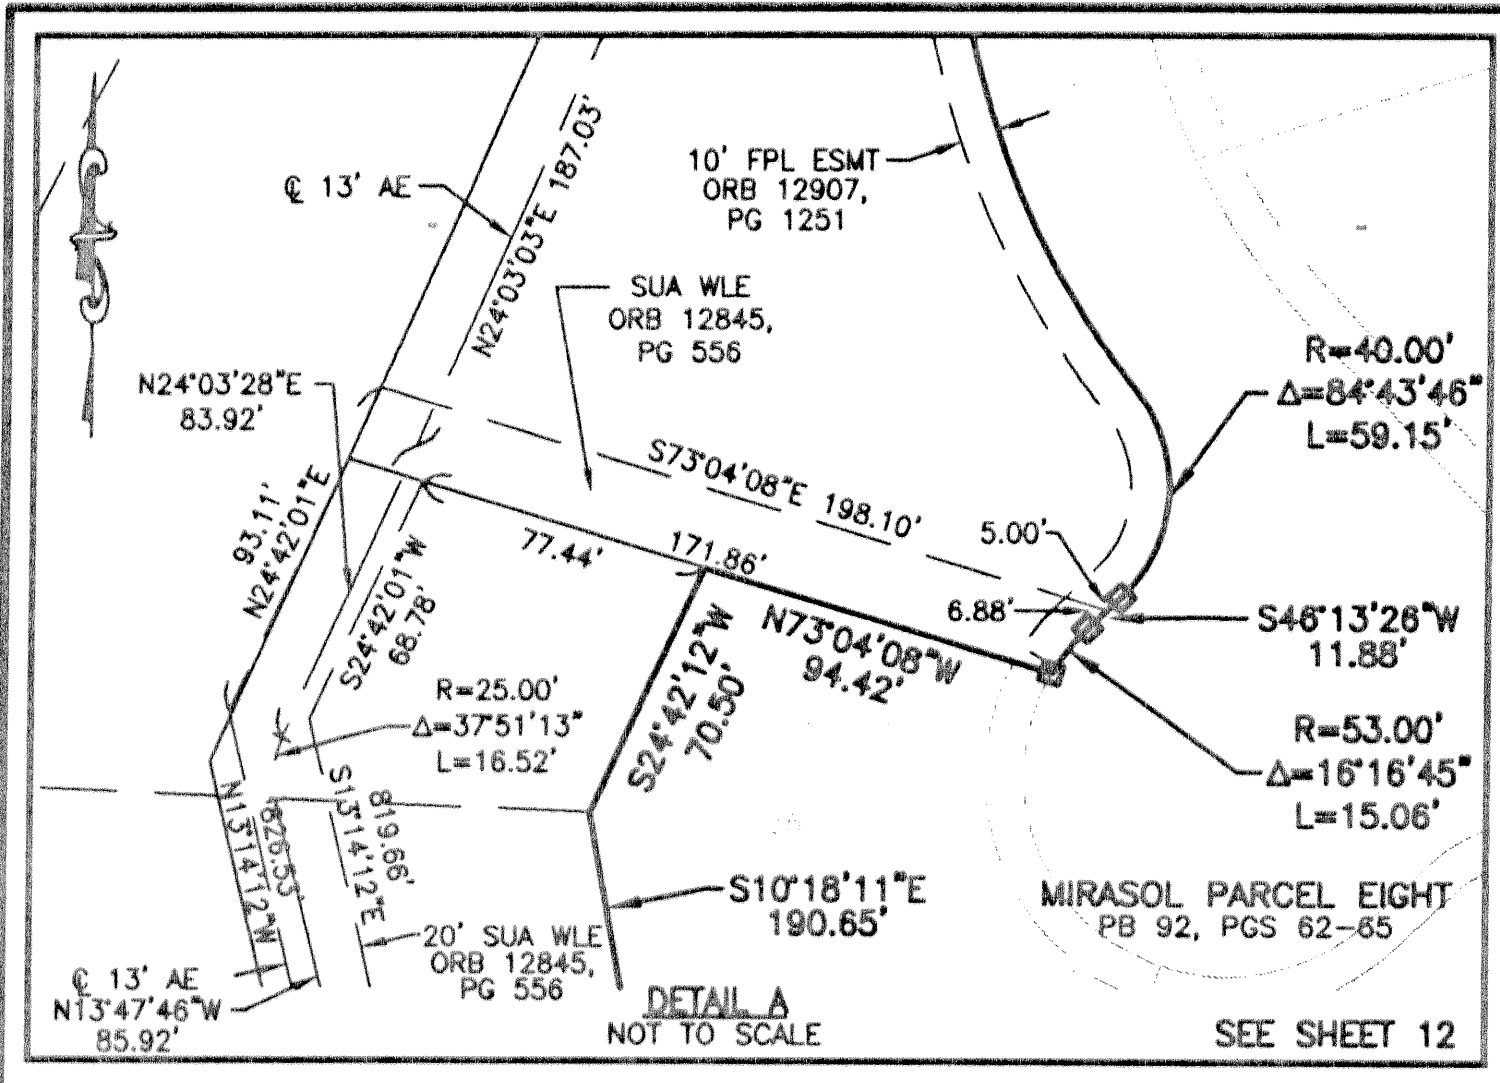 ℄ 13' AE
N24°03'03"E 187.03'
10' FPL ESMT
ORB 12907,
PG 1251
SUA WLE
ORB 12845,
PG 556
N24°03'28"E
83.92'
R=40.00'
Δ=84°43'46"
L=59.15'
S73°04'08"E 198.10'
93.11'
N24°42'01"E
77.44'
171.86'
5.00'
6.88'
S24°42'01"W
68.78'
S46°13'26"W
11.88'
N73°04'08"W
94.42'
S24°42'12"W
70.50'
R=25.00'
Δ=37°51'13"
L=16.52'
R=53.00'
Δ=16°16'45"
L=15.06'
N13°14'12"W
826.53'
S13°14'12"E
819.66'
S10°18'11"E
190.65'
MIRASOL PARCEL EIGHT
PB 92, PGS 62-65
20' SUA WLE
ORB 12845,
PG 556
℄ 13' AE
N13°47'46"W
85.92'
DETAIL A
NOT TO SCALE
SEE SHEET 12